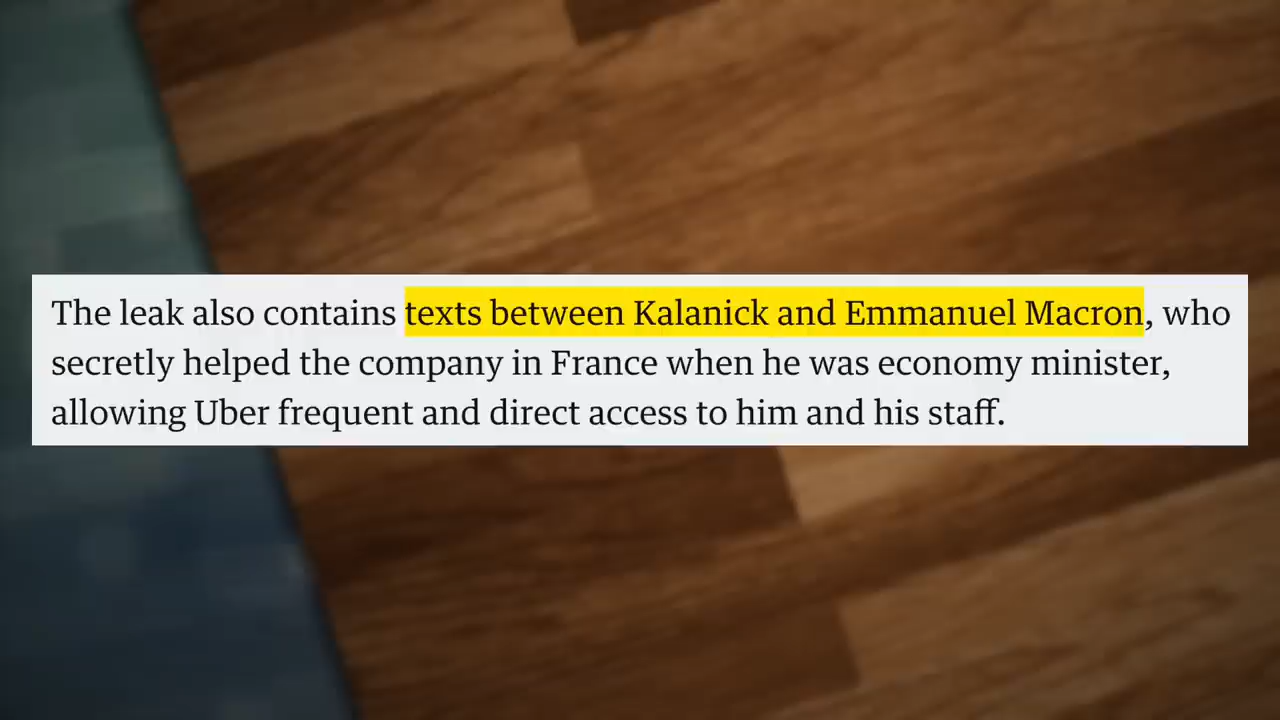 The leak also contains texts between Kalanick and Emmanuel Macron, who
secretly helped the company in France when he was economy minister,
allowing Uber frequent and direct access to him and his staff.